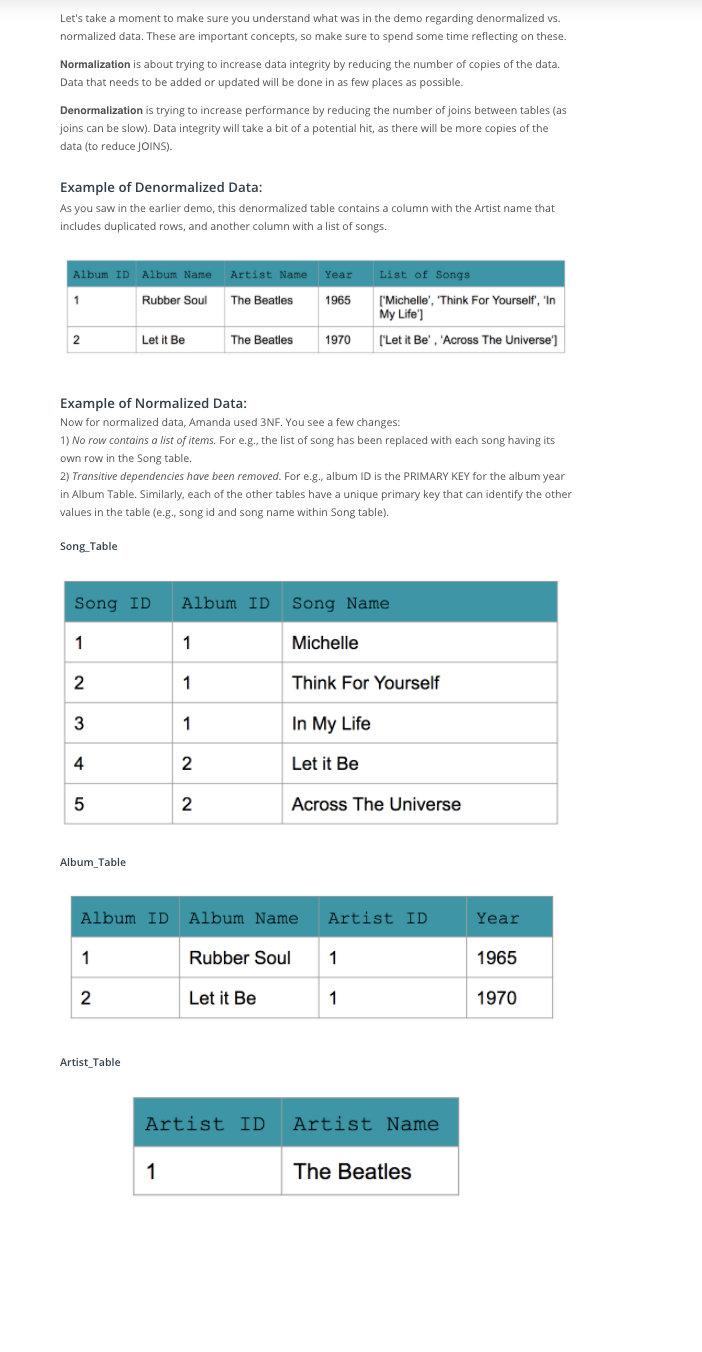 Let's take a moment to make sure you understand what was in the demo regarding denormalized vs.
normalized data. These are important concepts, so make sure to spend some time reflecting on these.
Normalization is about trying to increase data integrity by reducing the number of copies of the data.
Data that needs to be added or updated will be done in as few places as possible.
Denormalization is trying to increase performance by reducing the number of joins between tables (as
joins can be slow). Data integrity will take a bit of a potential hit, as there will be more copies of the
data (to reduce JOINS).
Example of Denormalized Data:
As you saw in the earlier demo, this denormalized table contains a column with the Artist name that
includes duplicated rows, and another column with a list of songs.
Album ID Album Name Artist Name Year List of Songs
1 Rubber Soul The Beatles 1965 ['Michelle', 'Think For Yourself', 'In
My Life']
2 Let it Be The Beatles 1970 ['Let it Be' , 'Across The Universe']
Example of Normalized Data:
Now for normalized data, Amanda used 3NF. You see a few changes:
1) No row contains a list of items. For e.g., the list of song has been replaced with each song having its
own row in the Song table.
2) Transitive dependencies have been removed. For e.g., album ID is the PRIMARY KEY for the album year
in Album Table. Similarly, each of the other tables have a unique primary key that can identify the other
values in the table (e.g., song id and song name within Song table).
Song_Table
Song ID Album ID Song Name
1 1 Michelle
2 1 Think For Yourself
3 1 In My Life
4 2 Let it Be
5 2 Across The Universe
Album_Table
Album ID Album Name Artist ID Year
1 Rubber Soul 1 1965
2 Let it Be 1 1970
Artist_Table
Artist ID Artist Name
1 The Beatles